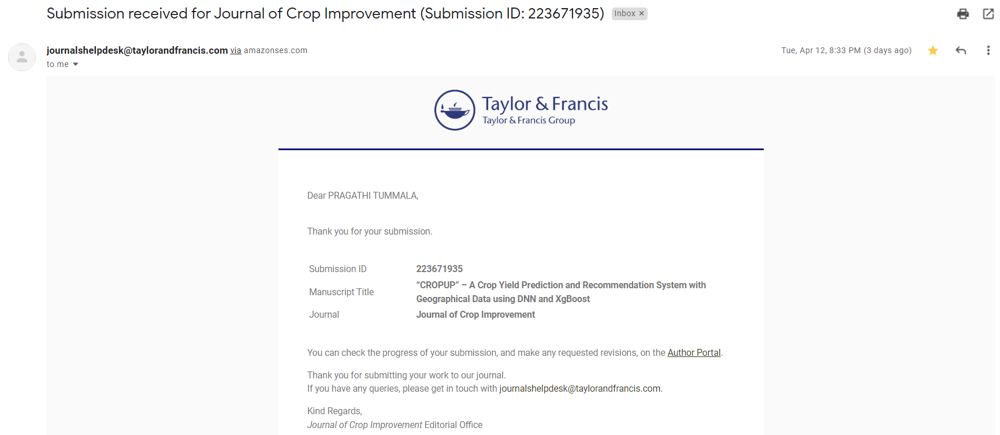 Submission received for Journal of Crop Improvement (Submission ID: 223671935) Inbox ×
journalshelpdesk@taylorandfrancis.com via amazonses.com
Tue, Apr 12, 8:33 PM (3 days ago)
to me
Taylor & Francis
Taylor & Francis Group
Dear PRAGATHI TUMMALA,
Thank you for your submission.
Submission ID 223671935
Manuscript Title “CROPUP” – A Crop Yield Prediction and Recommendation System with
Geographical Data using DNN and XgBoost
Journal Journal of Crop Improvement
You can check the progress of your submission, and make any requested revisions, on the Author Portal.
Thank you for submitting your work to our journal.
If you have any queries, please get in touch with journalshelpdesk@taylorandfrancis.com.
Kind Regards,
Journal of Crop Improvement Editorial Office